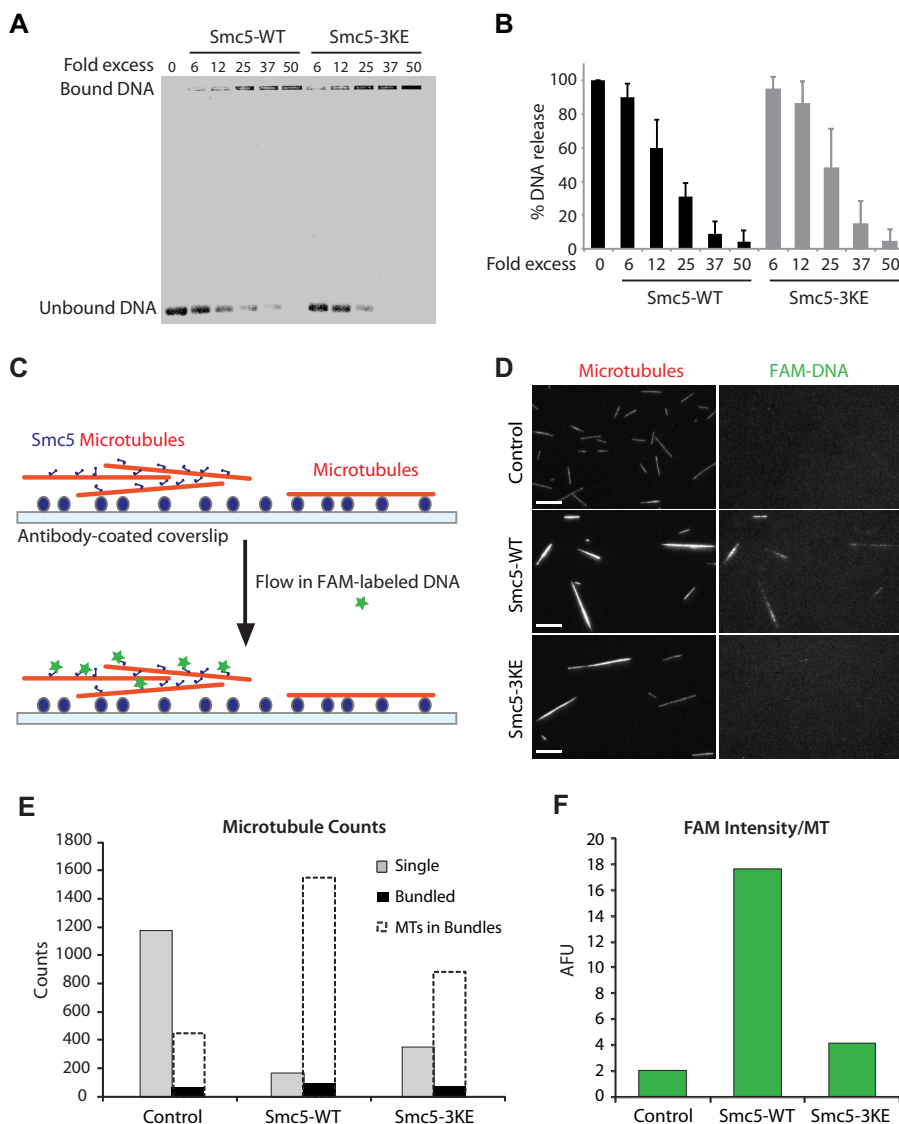 A
Smc5-WT Smc5-3KE
Fold excess 0 6 12 25 37 50 6 12 25 37 50
Bound DNA
Unbound DNA
B
% DNA release
100
80
60
40
20
0
Fold excess 0 6 12 25 37 50 6 12 25 37 50
Smc5-WT Smc5-3KE
C
Smc5 Microtubules
Microtubules
Antibody-coated coverslip
Flow in FAM-labeled DNA
D
Microtubules FAM-DNA
Control
Smc5-WT
Smc5-3KE
E
Microtubule Counts
Counts
1800
1600
1400
1200
1000
800
600
400
200
0
Single
Bundled
MTs in Bundles
Control Smc5-WT Smc5-3KE
F
FAM Intensity/MT
AFU
20
18
16
14
12
10
8
6
4
2
0
Control Smc5-WT Smc5-3KE